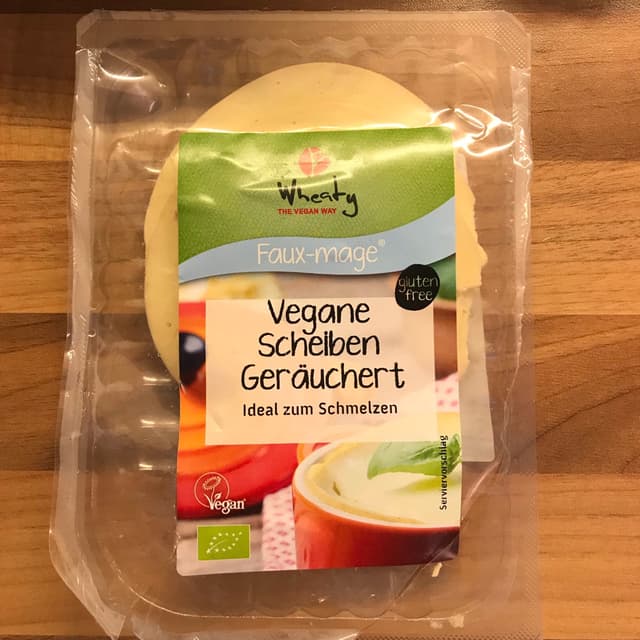 Wheaty
THE VEGAN WAY
Faux-mage®
gluten
free
Vegane
Scheiben
Geräuchert
Ideal zum Schmelzen
Serviervorschlag
Vegan